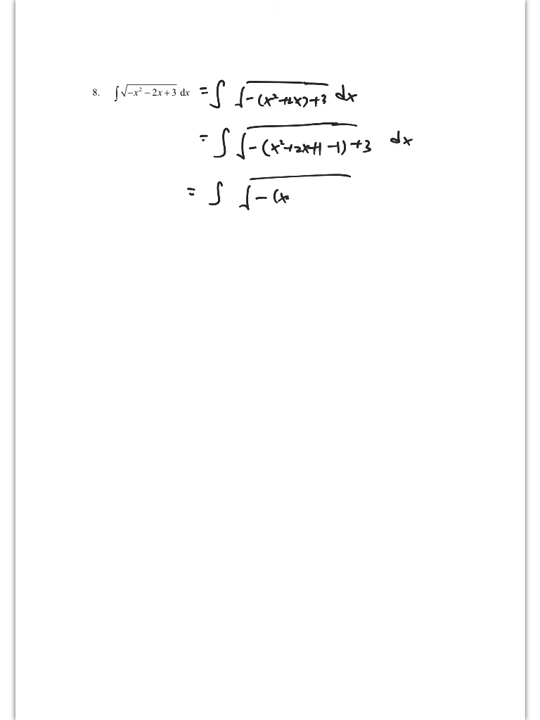 8. ∫√(-x² - 2x + 3) dx = ∫ √(-(x²+2x)+3) dx
= ∫ √(-(x²+2x+1-1)+3) dx
= ∫ √(-(x